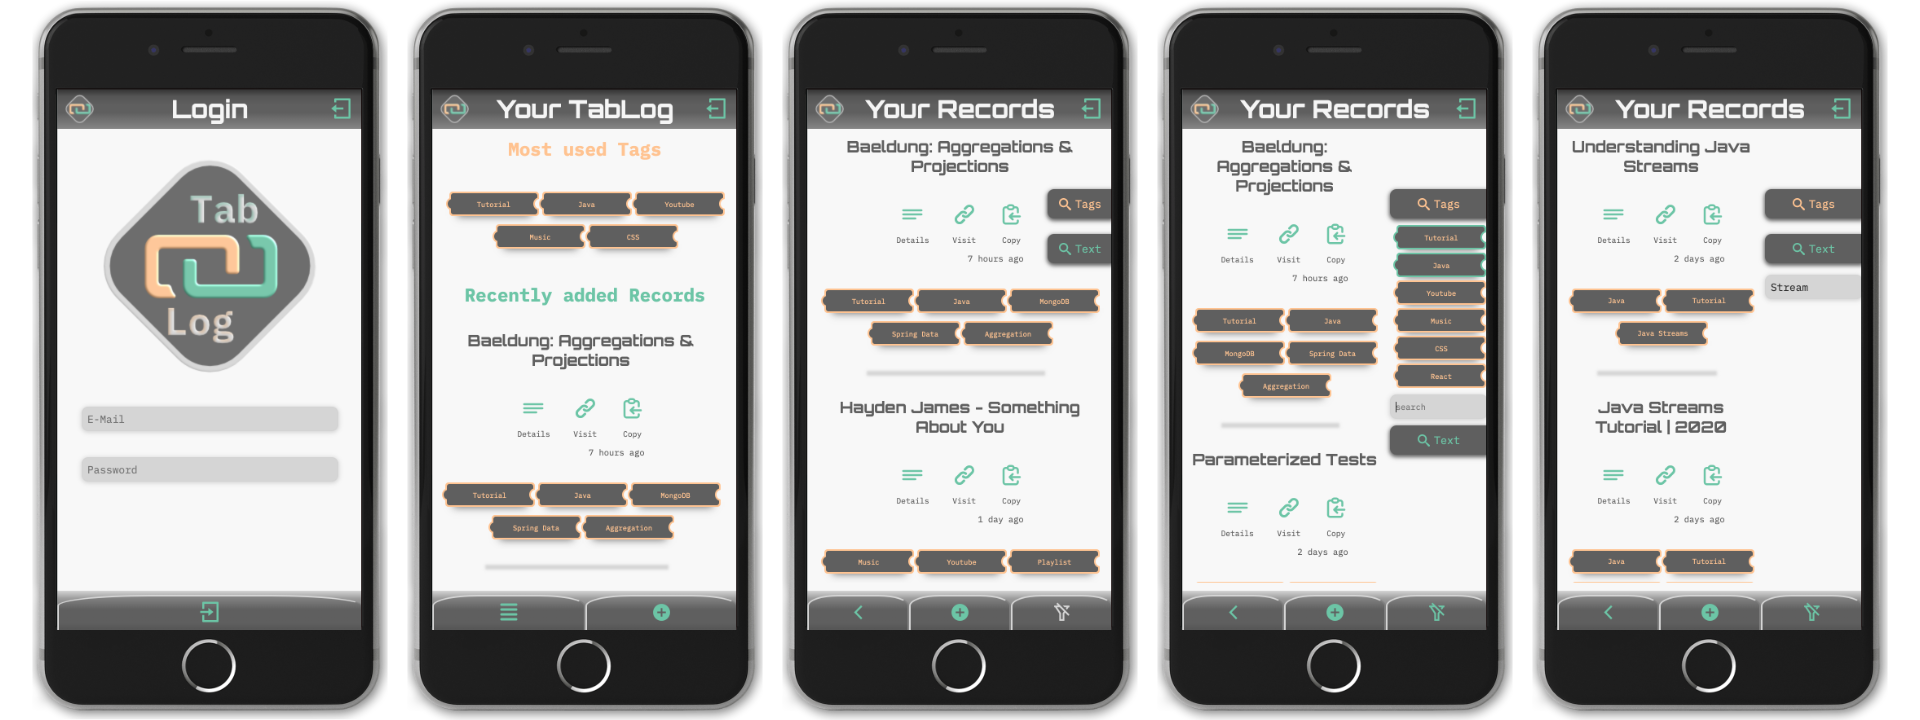 Login
Tab
Log
E-Mail
Password
Your TabLog
Most used Tags
Tutorial Java Youtube
Music CSS
Recently added Records
Baeldung: Aggregations &
Projections
Details Visit Copy
7 hours ago
Tutorial Java MongoDB
Spring Data Aggregation
Your Records
Baeldung: Aggregations &
Projections
Tags
Details Visit Copy
Text
7 hours ago
Tutorial Java MongoDB
Spring Data Aggregation
Hayden James - Something
About You
Details Visit Copy
1 day ago
Music Youtube Playlist
Your Records
Baeldung:
Aggregations &
Projections
Details Visit Copy
7 hours ago
Tutorial Java
MongoDB Spring Data
Aggregation
Parameterized Tests
Details Visit Copy
2 days ago
Tags
Tutorial
Java
Youtube
Music
CSS
React
search
Text
Your Records
Understanding Java
Streams
Details Visit Copy
2 days ago
Java Tutorial
Java Streams
Java Streams
Tutorial | 2020
Details Visit Copy
2 days ago
Java Tutorial
Tags
Text
Stream